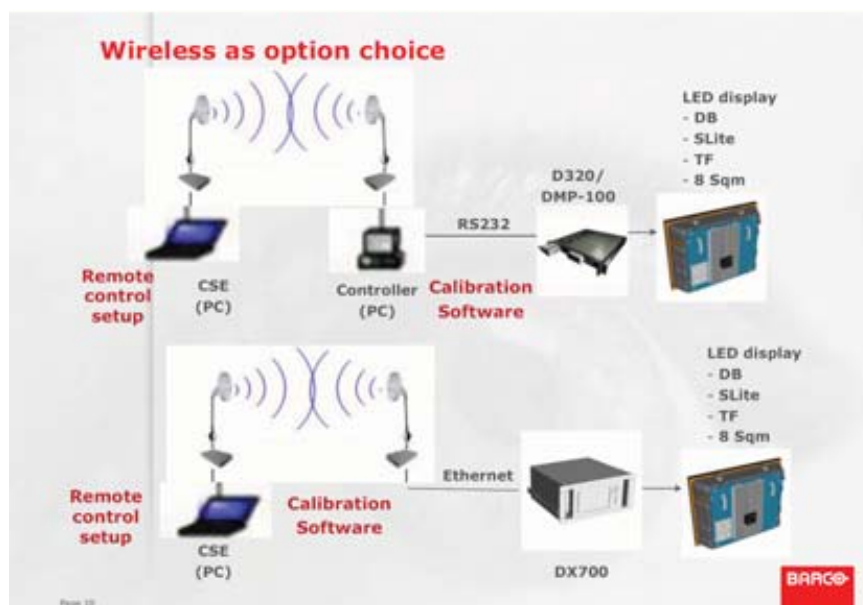 Wireless as option choice
LED display
- DB
- SLite
- TF
- 8 Sqm
D320/
DMP-100
RS232
Remote
control
setup
CSE
(PC)
Controller
(PC)
Calibration
Software
LED display
- DB
- SLite
- TF
- 8 Sqm
Ethernet
Remote
control
setup
Calibration
Software
CSE
(PC)
DX700
BARCO